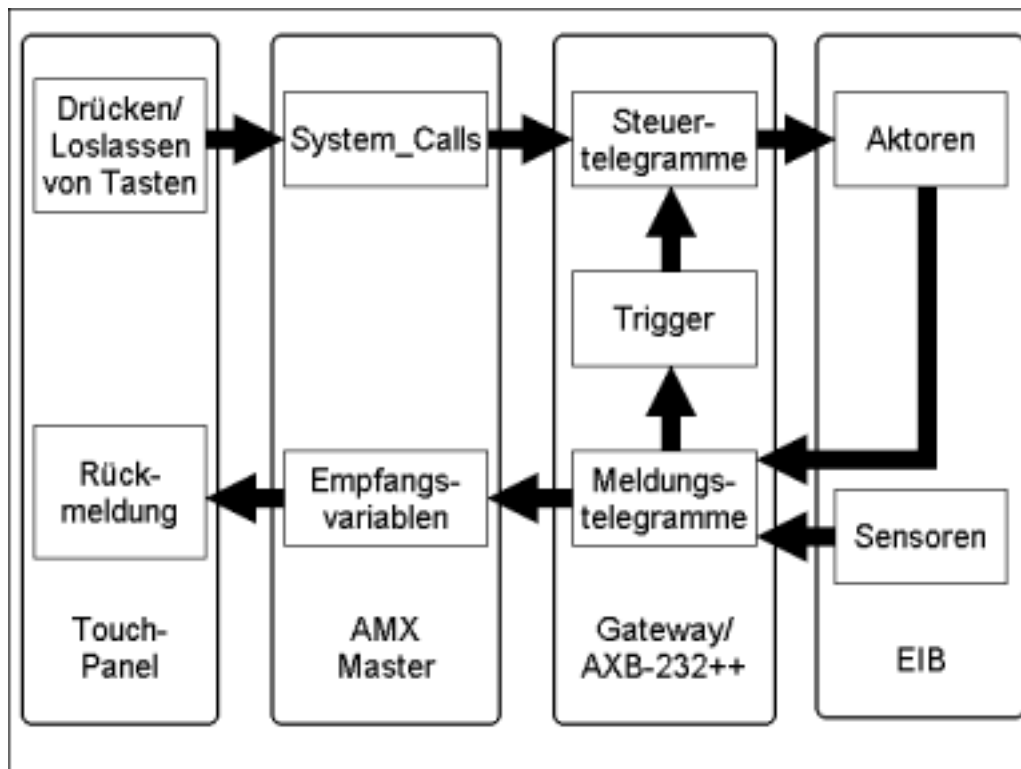 Drücken/
Loslassen
von Tasten
System_Calls
Steuer-
telegramme
Aktoren
Trigger
Rück-
meldung
Empfangs-
variablen
Meldungs-
telegramme
Sensoren
Touch-
Panel
AMX
Master
Gateway/
AXB-232++
EIB